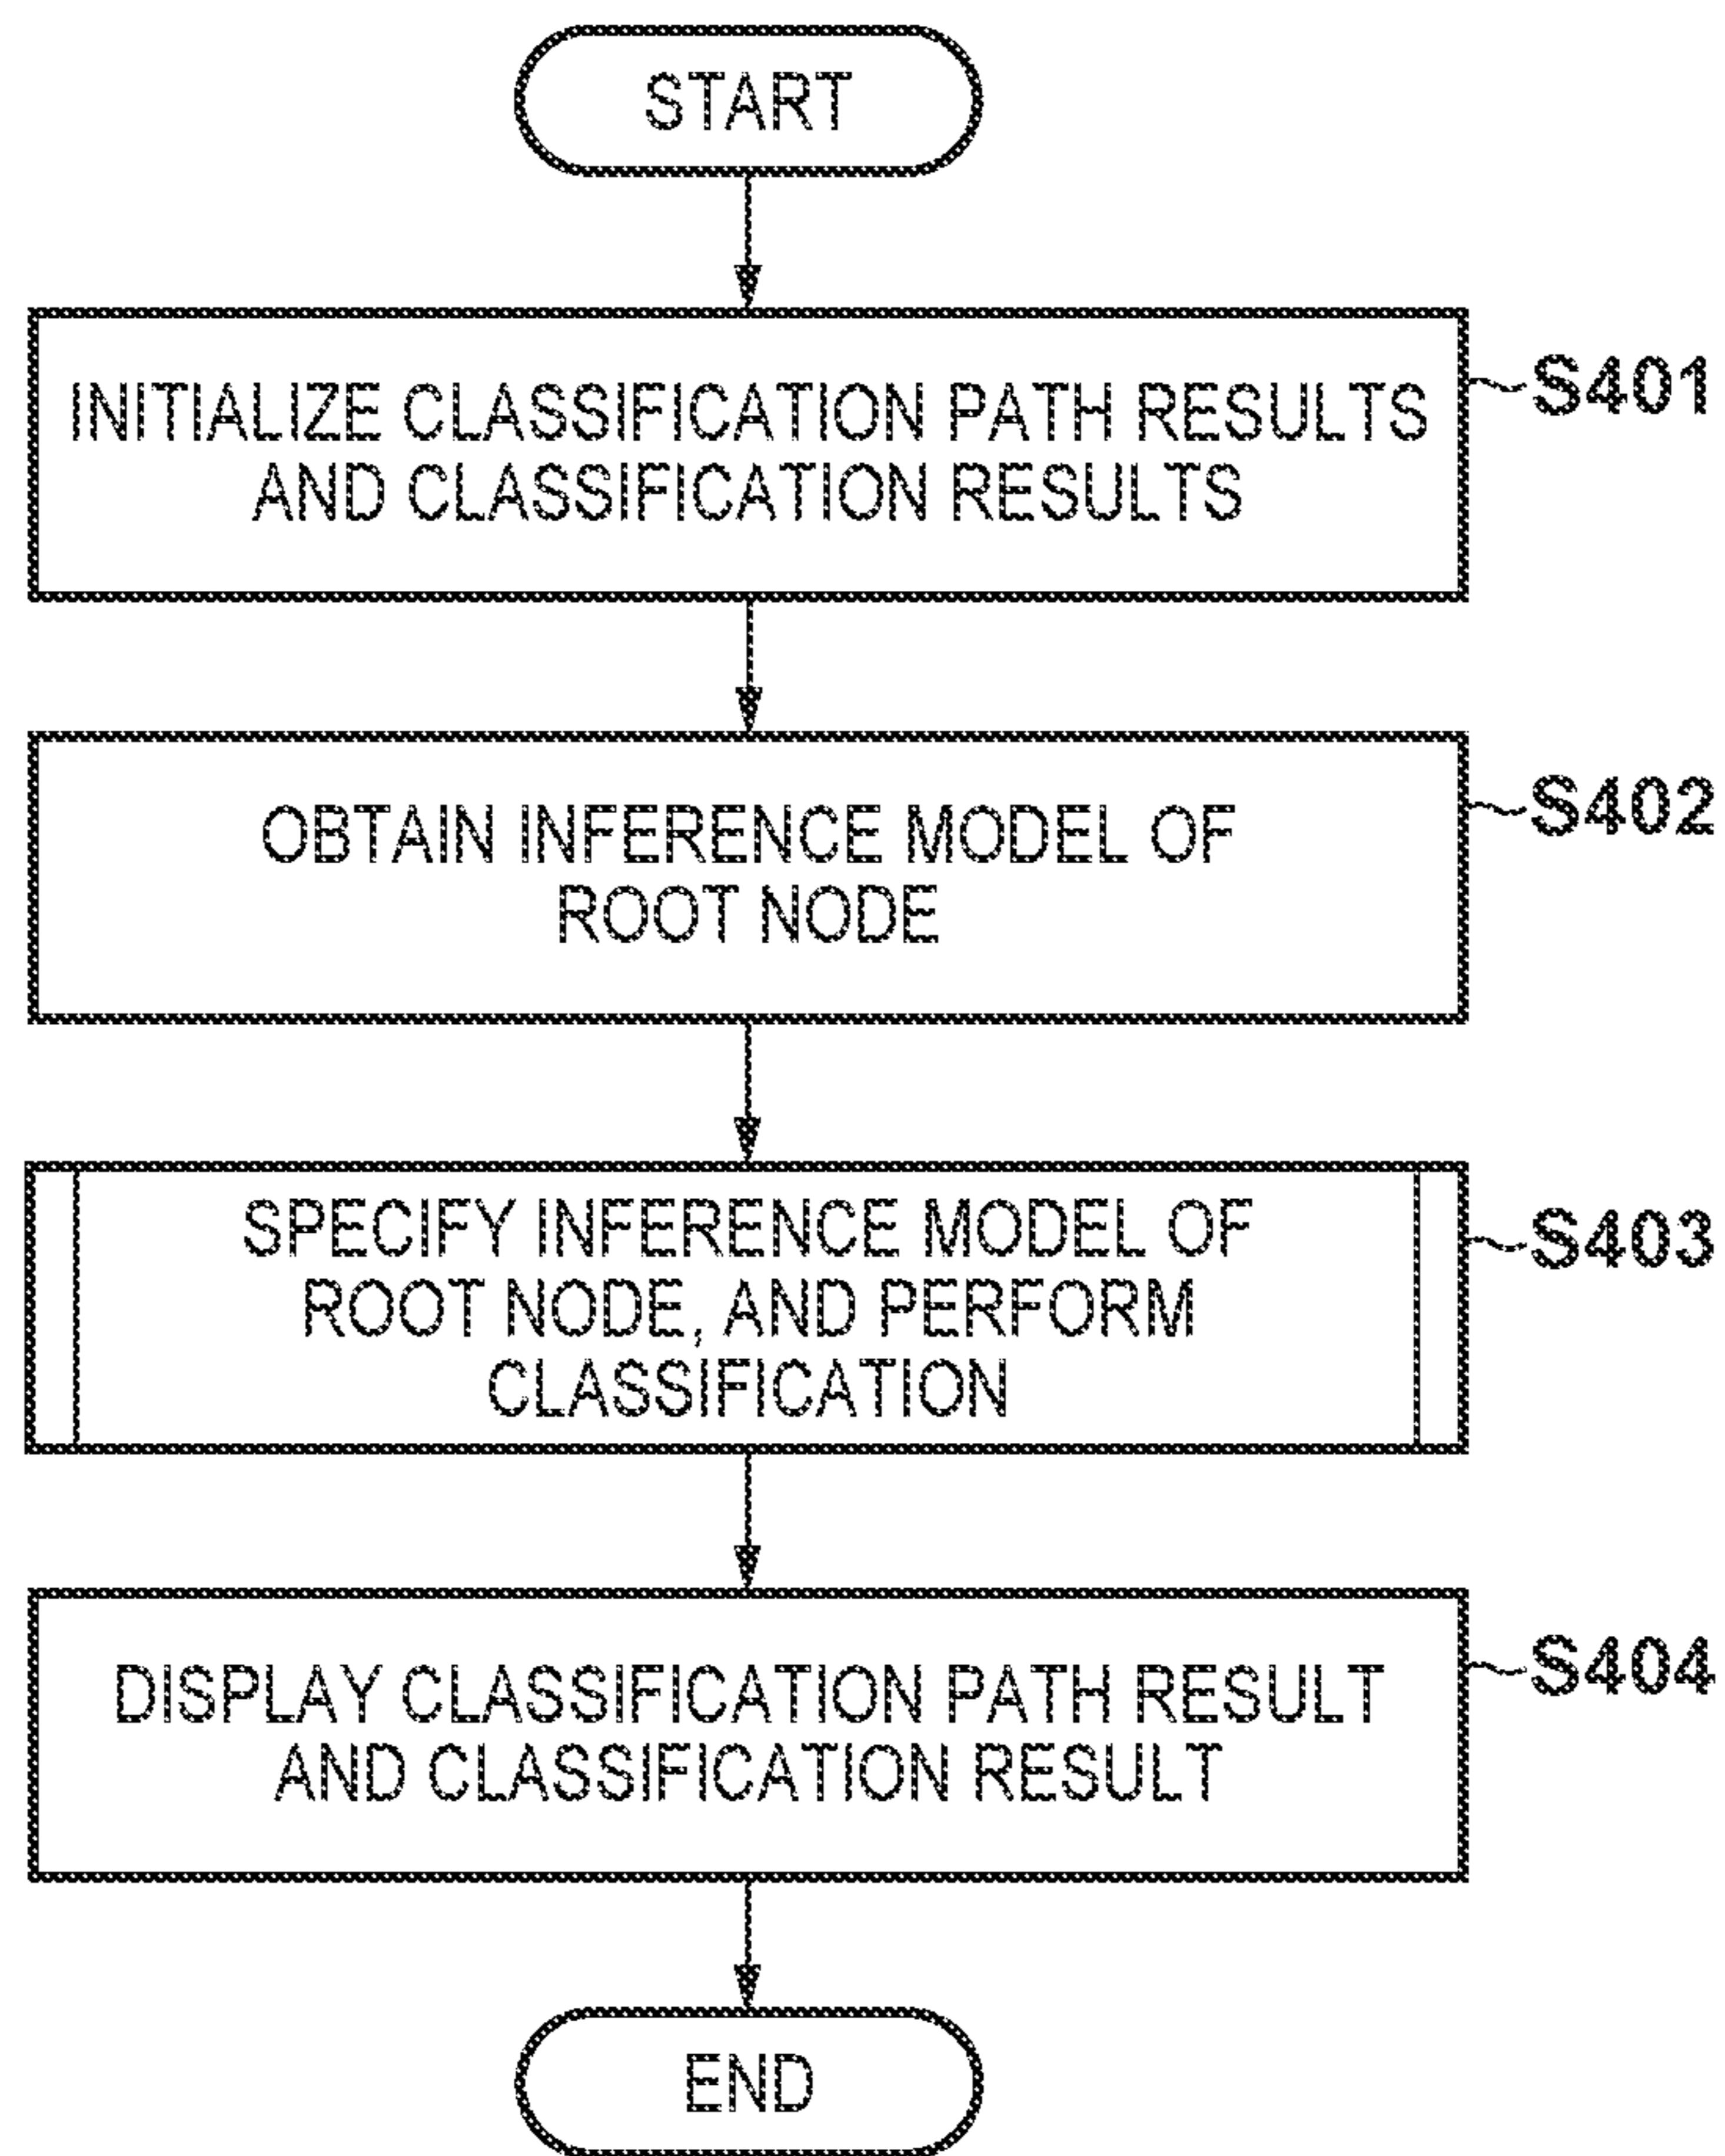 START
INITIALIZE CLASSIFICATION PATH RESULTS
AND CLASSIFICATION RESULTS
S401
OBTAIN INFERENCE MODEL OF
ROOT NODE
S402
SPECIFY INFERENCE MODEL OF
ROOT NODE, AND PERFORM
CLASSIFICATION
S403
DISPLAY CLASSIFICATION PATH RESULT
AND CLASSIFICATION RESULT
S404
END